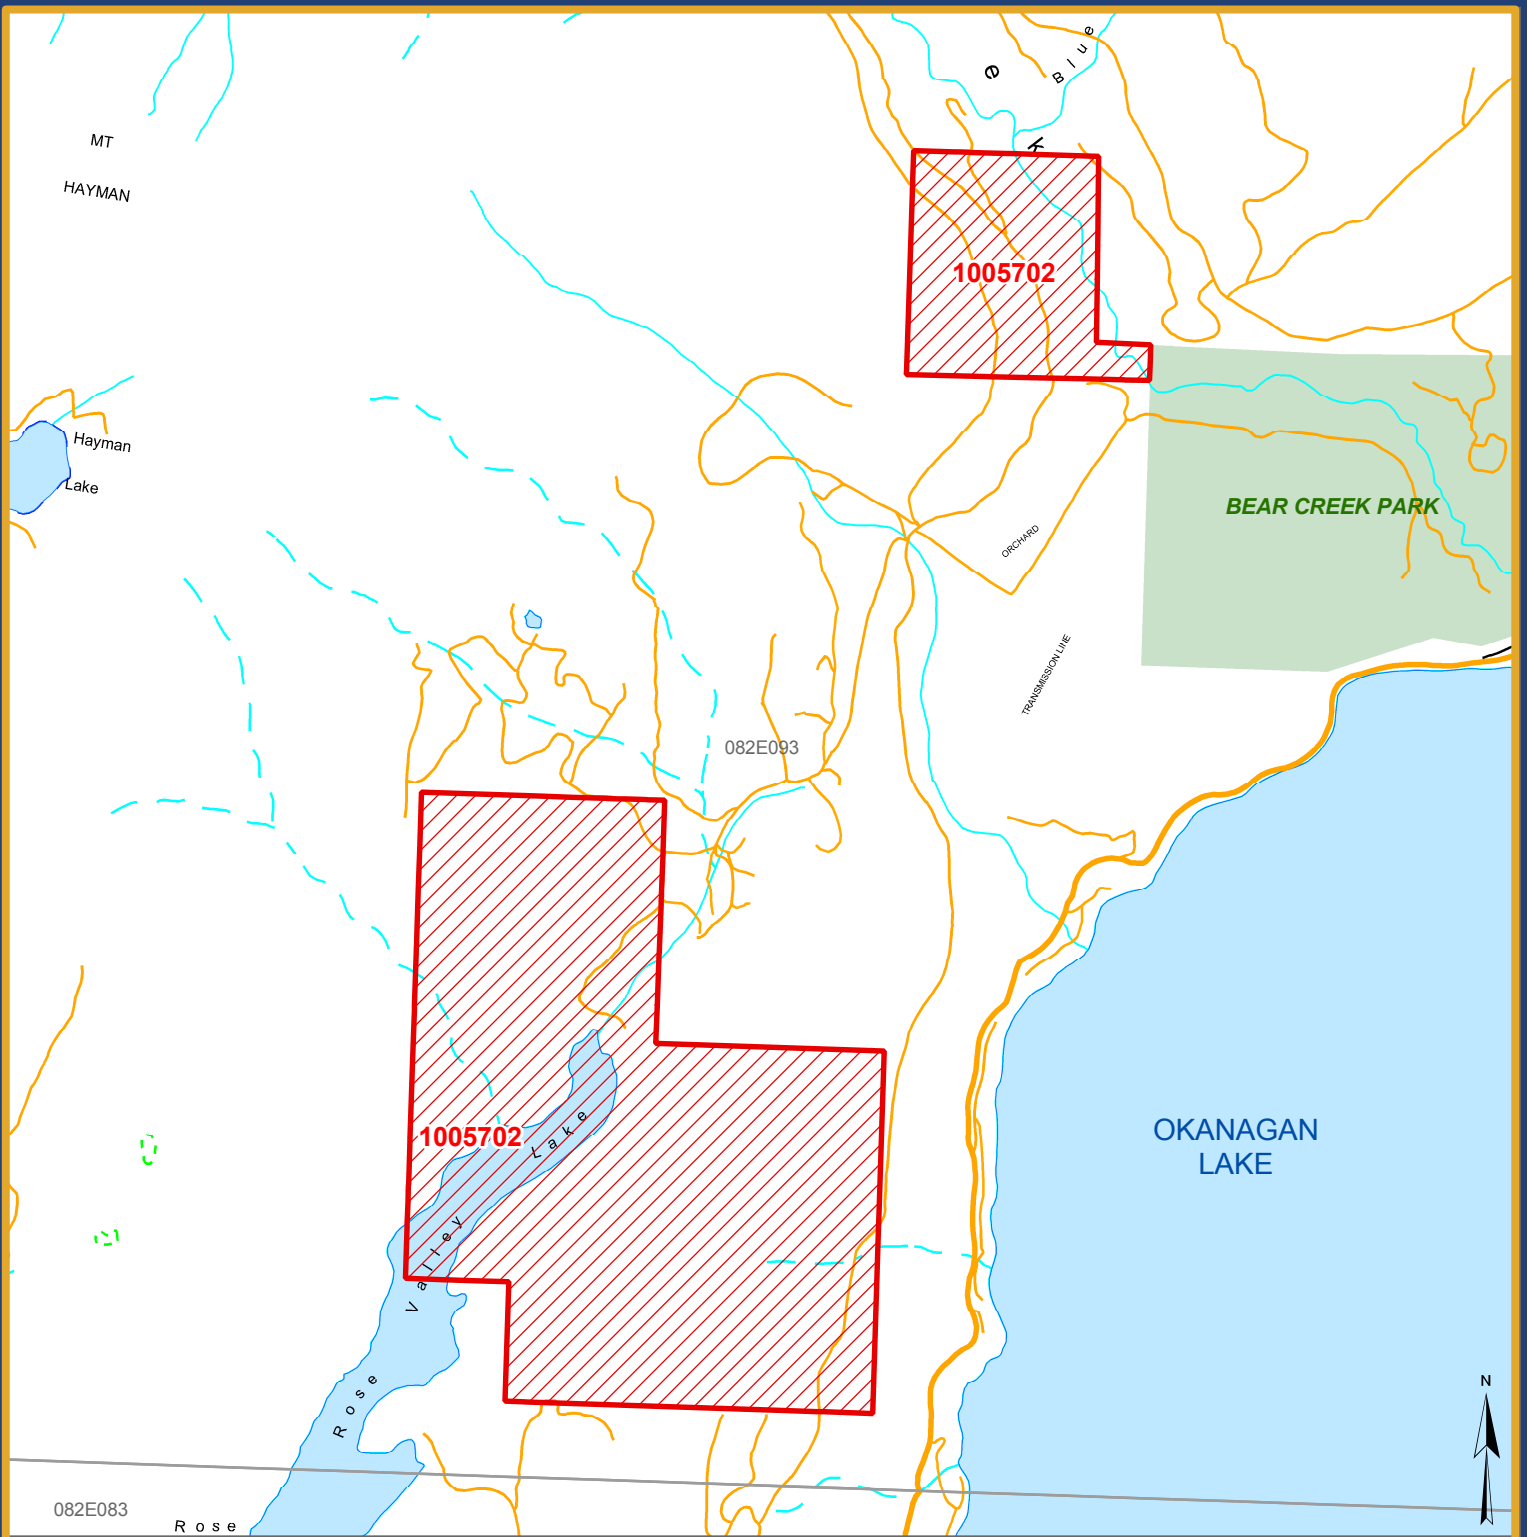 Blue
e
k
MT
HAYMAN
1005702
Hayman
Lake
BEAR CREEK PARK
ORCHARD
TRANSMISSION LINE
082E093
1005702
Lake
Valley
Rose
OKANAGAN
LAKE
N
082E083
Rose